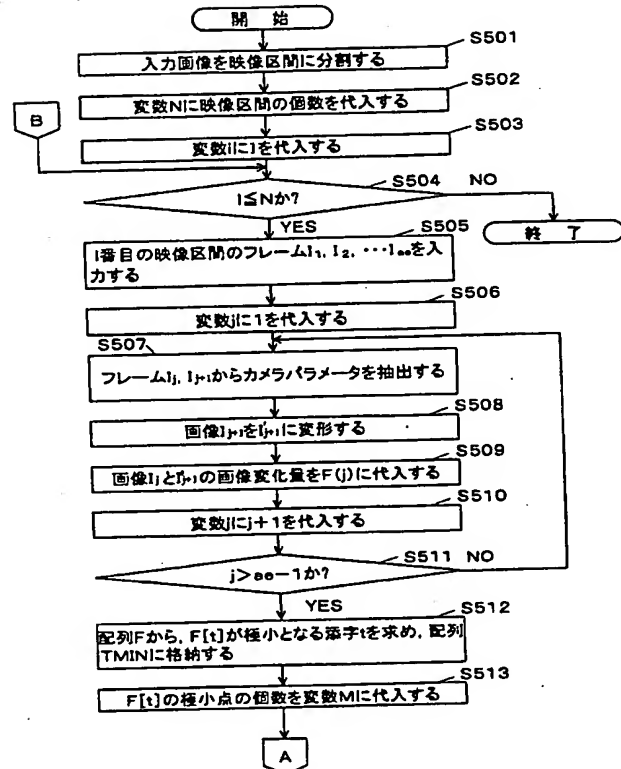 開 始
S501
入力画像を映像区間に分割する
S502
変数Nに映像区間の個数を代入する
B
S503
変数iに1を代入する
S504
NO
I≦Nか?
YES
終 了
S505
I番目の映像区間のフレームI₁, I₂, ・・・Iₑₑを入
力する
S506
変数jに1を代入する
S507
フレームIⱼ, Iⱼ₊₁からカメラパラメータを抽出する
S508
画像Iⱼ₊₁をI'ⱼ₊₁に変形する
S509
画像IⱼとI'ⱼ₊₁の画像変化量をF(j)に代入する
S510
変数jにj+1を代入する
S511
NO
j>ee-1か?
YES
S512
配列Fから, F[t]が極小となる添字tを求め, 配列
TMINに格納する
S513
F[t]の極小点の個数を変数Mに代入する
A